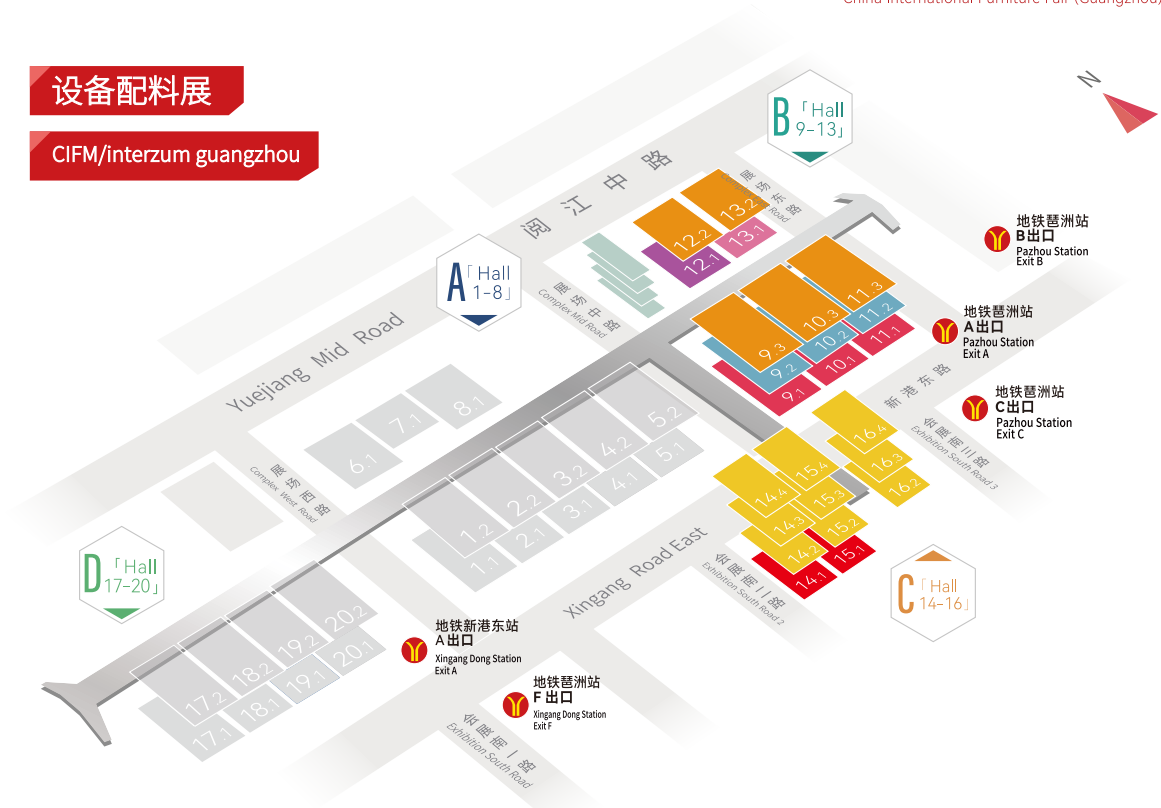 China International Furniture Fair (Guangzhou)
设备配料展
CIFM/interzum guangzhou
N
B「Hall
9-13」
阅江中路
展场东路
13.2
12.2
13.1
12.1
A「Hall
1-8」
展场中路
Complex Mid Road
地铁琶洲站
B出口
Pazhou Station
Exit B
11.3
10.3
9.3
11.2
10.2
9.2
11.1
10.1
9.1
地铁琶洲站
A出口
Pazhou Station
Exit A
Yuejiang Mid Road
新港东路
地铁琶洲站
C出口
Pazhou Station
Exit C
8.1
7.1
6.1
5.2
4.2
3.2
2.2
1.2
5.1
4.1
3.1
2.1
1.1
16.4
16.3
16.2
15.4
15.3
15.2
15.1
14.4
14.3
14.2
14.1
会展南三路
Exhibition South Road 3
展场西路
Complex West Road
D「Hall
17-20」
Xingang Road East
会展南二路
Exhibition South Road 2
C「Hall
14-16」
20.2
19.2
18.2
17.2
20.1
19.1
18.1
17.1
地铁新港东站
A出口
Xingang Dong Station
Exit A
地铁琶洲站
F出口
Xingang Dong Station
Exit F
会展南一路
Exhibition South Road